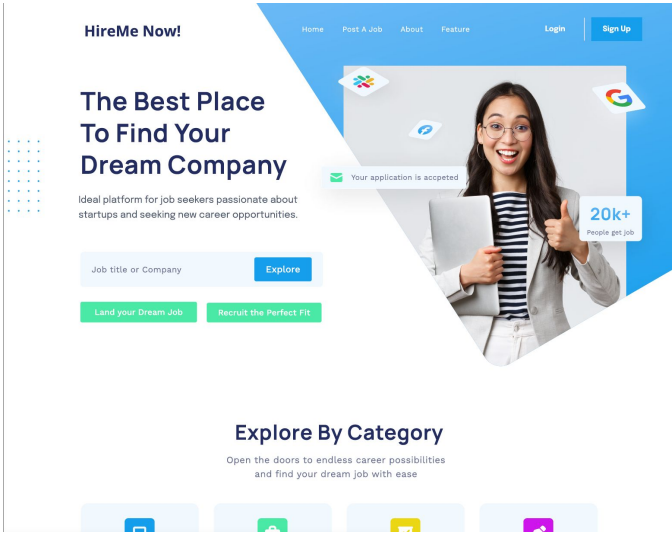 HireMe Now!
Home Post A Job About Feature Login Sign Up
The Best Place
To Find Your
Dream Company
Ideal platform for job seekers passionate about
startups and seeking new career opportunities.
Your application is accpeted
20k+
People get job
Job title or Company Explore
Land your Dream Job Recruit the Perfect Fit
Explore By Category
Open the doors to endless career possibilities
and find your dream job with ease